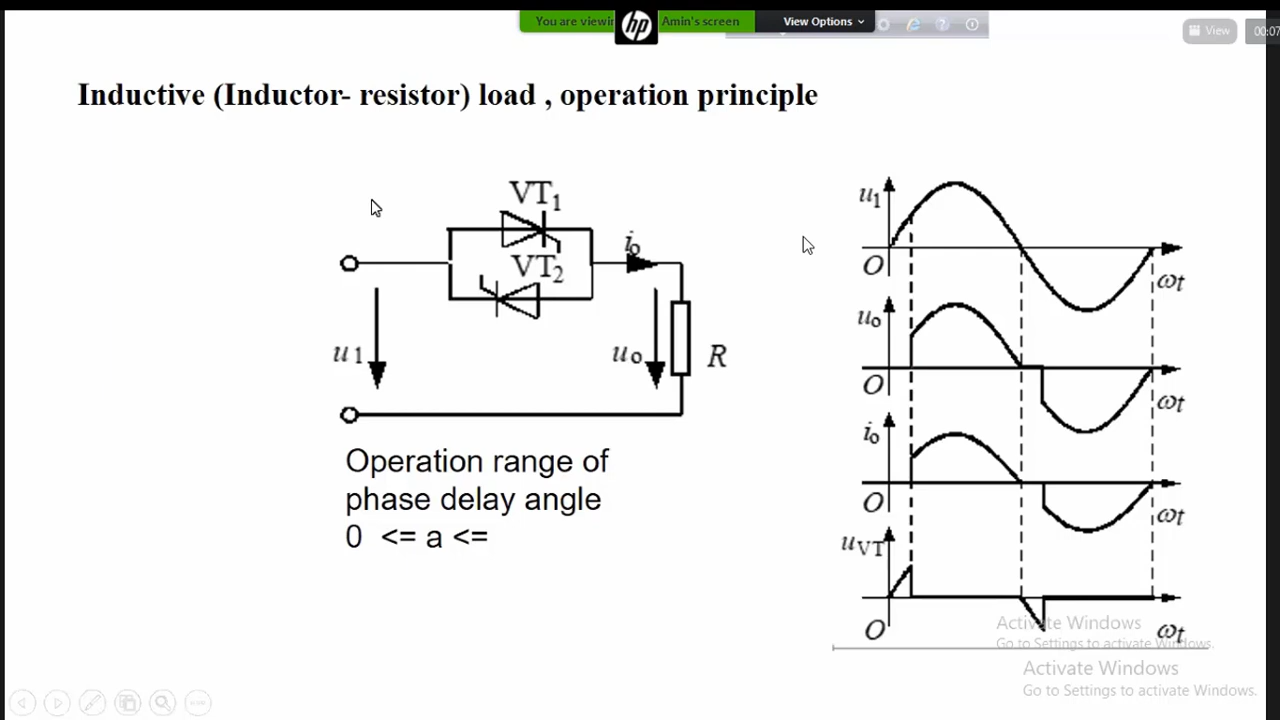 You are viewin
hp
Amin's screen
View Options
View
00:07
Inductive (Inductor- resistor) load , operation principle
VT1
VT2
io
u1
uo
R
Operation range of
phase delay angle
0 <= a <=
u1
O
ωt
uo
O
ωt
io
O
ωt
uVT
O
ωt
Activate Windows
Go to Settings to activate Windows.
Activate Windows
Go to Settings to activate Windows.